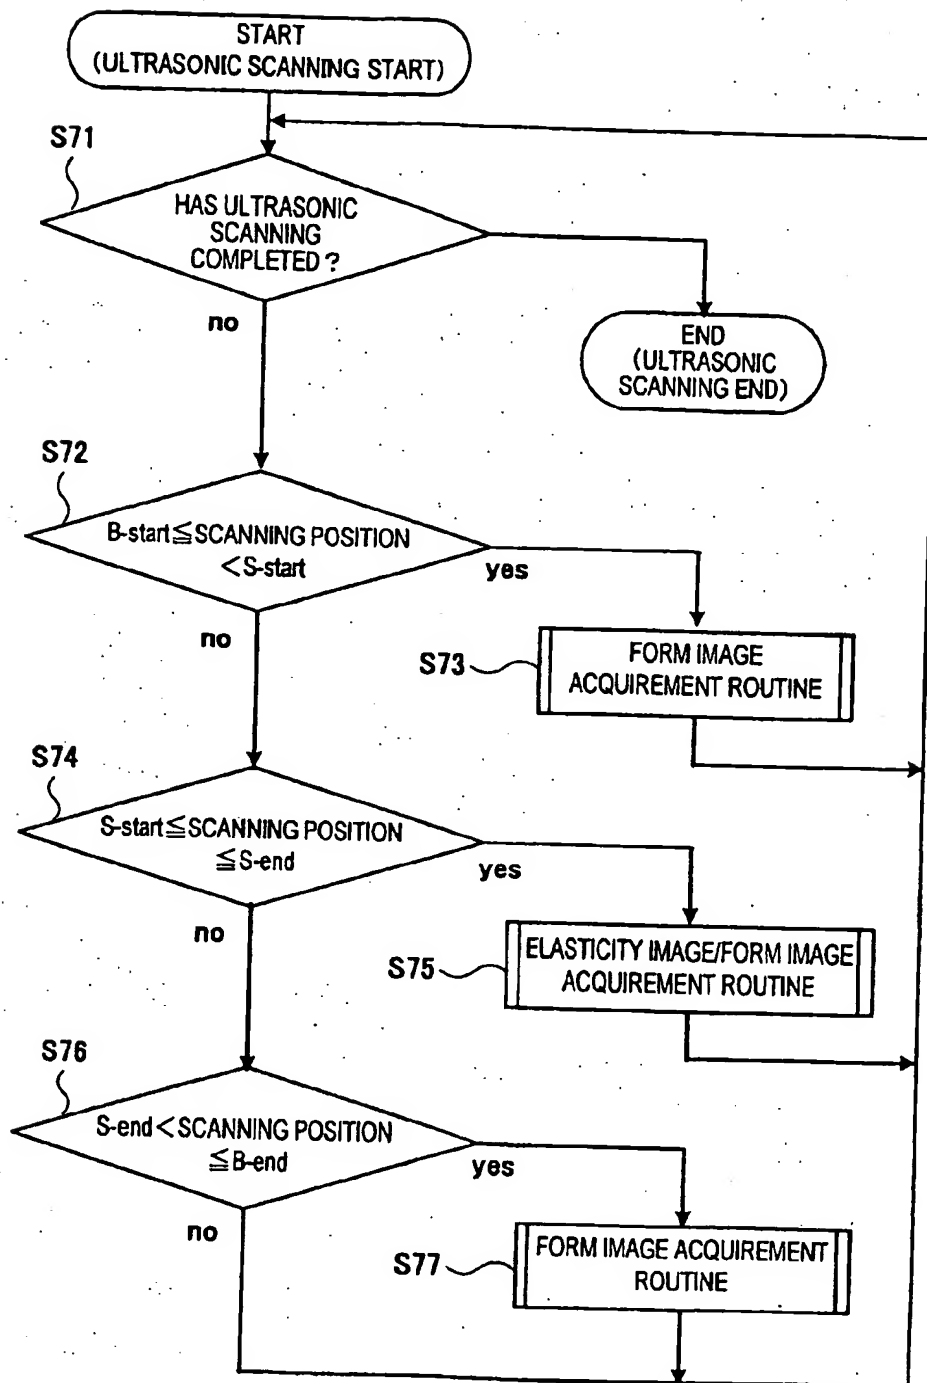 START
(ULTRASONIC SCANNING START)
S71
HAS ULTRASONIC
SCANNING
COMPLETED ?
no
END
(ULTRASONIC
SCANNING END)
S72
B-start≦SCANNING POSITION
<S-start
yes
no
S73
FORM IMAGE
ACQUIREMENT ROUTINE
S74
S-start≦SCANNING POSITION
≦S-end
yes
no
S75
ELASTICITY IMAGE/FORM IMAGE
ACQUIREMENT ROUTINE
S76
S-end<SCANNING POSITION
≦B-end
yes
no
S77
FORM IMAGE ACQUIREMENT
ROUTINE